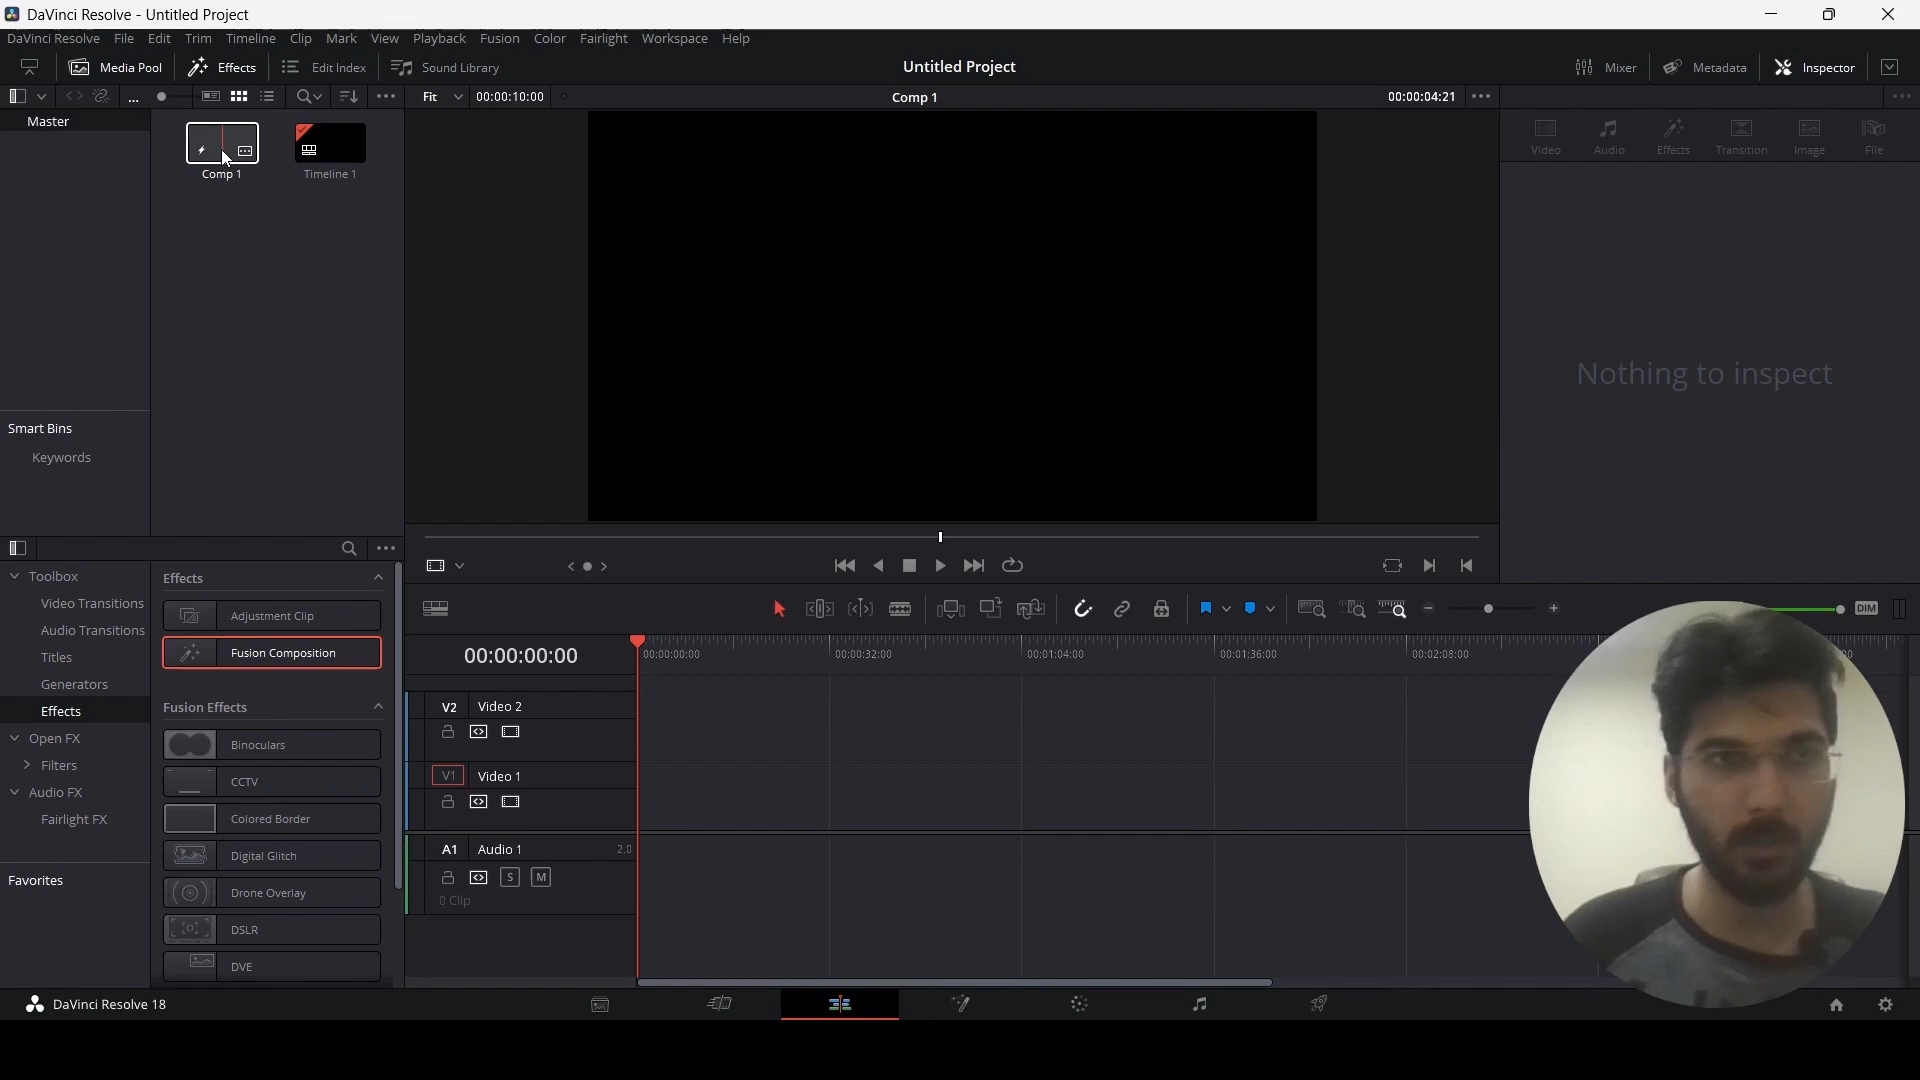 DaVinci Resolve - Untitled Project
DaVinci Resolve File Edit Trim Timeline Clip Mark View Playback Fusion Color Fairlight Workspace Help
Media Pool Effects Edit Index Sound Library Untitled Project Mixer Metadata Inspector
Fit 00:00:10:00 Comp 1 00:00:04:21
Master
Comp 1 Timeline 1
Video Audio Effects Transition Image File
Nothing to inspect
Smart Bins
Keywords
Toolbox
Video Transitions
Audio Transitions
Titles
Generators
Effects
Open FX
Filters
Audio FX
Fairlight FX
Favorites
Effects
Adjustment Clip
Fusion Composition
Fusion Effects
Binoculars
CCTV
Colored Border
Digital Glitch
Drone Overlay
DSLR
DVE
DIM
00:00:00:00 00:00:00:00 00:00:32:00 00:01:04:00 00:01:36:00 00:02:08:00
V2 Video 2
V1 Video 1
A1 Audio 1 2.0
S M
0 Clip
DaVinci Resolve 18